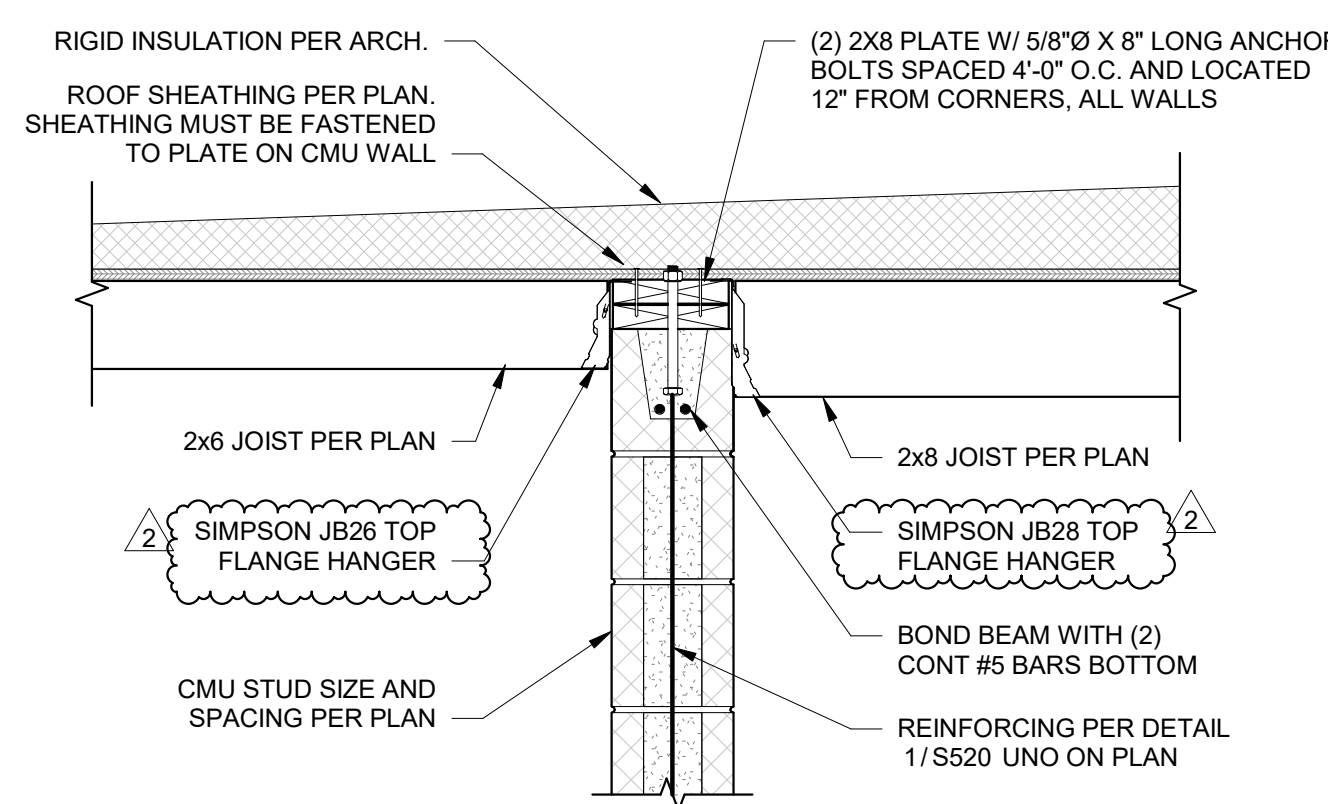 RIGID INSULATION PER ARCH.
ROOF SHEATHING PER PLAN.
SHEATHING MUST BE FASTENED
TO PLATE ON CMU WALL
(2) 2X8 PLATE W/ 5/8"Ø X 8" LONG ANCHOR
BOLTS SPACED 4'-0" O.C. AND LOCATED
12" FROM CORNERS, ALL WALLS
2x6 JOIST PER PLAN
2
SIMPSON JB26 TOP
FLANGE HANGER
CMU STUD SIZE AND
SPACING PER PLAN
2x8 JOIST PER PLAN
SIMPSON JB28 TOP
FLANGE HANGER
2
BOND BEAM WITH (2)
CONT #5 BARS BOTTOM
REINFORCING PER DETAIL
1/S520 UNO ON PLAN